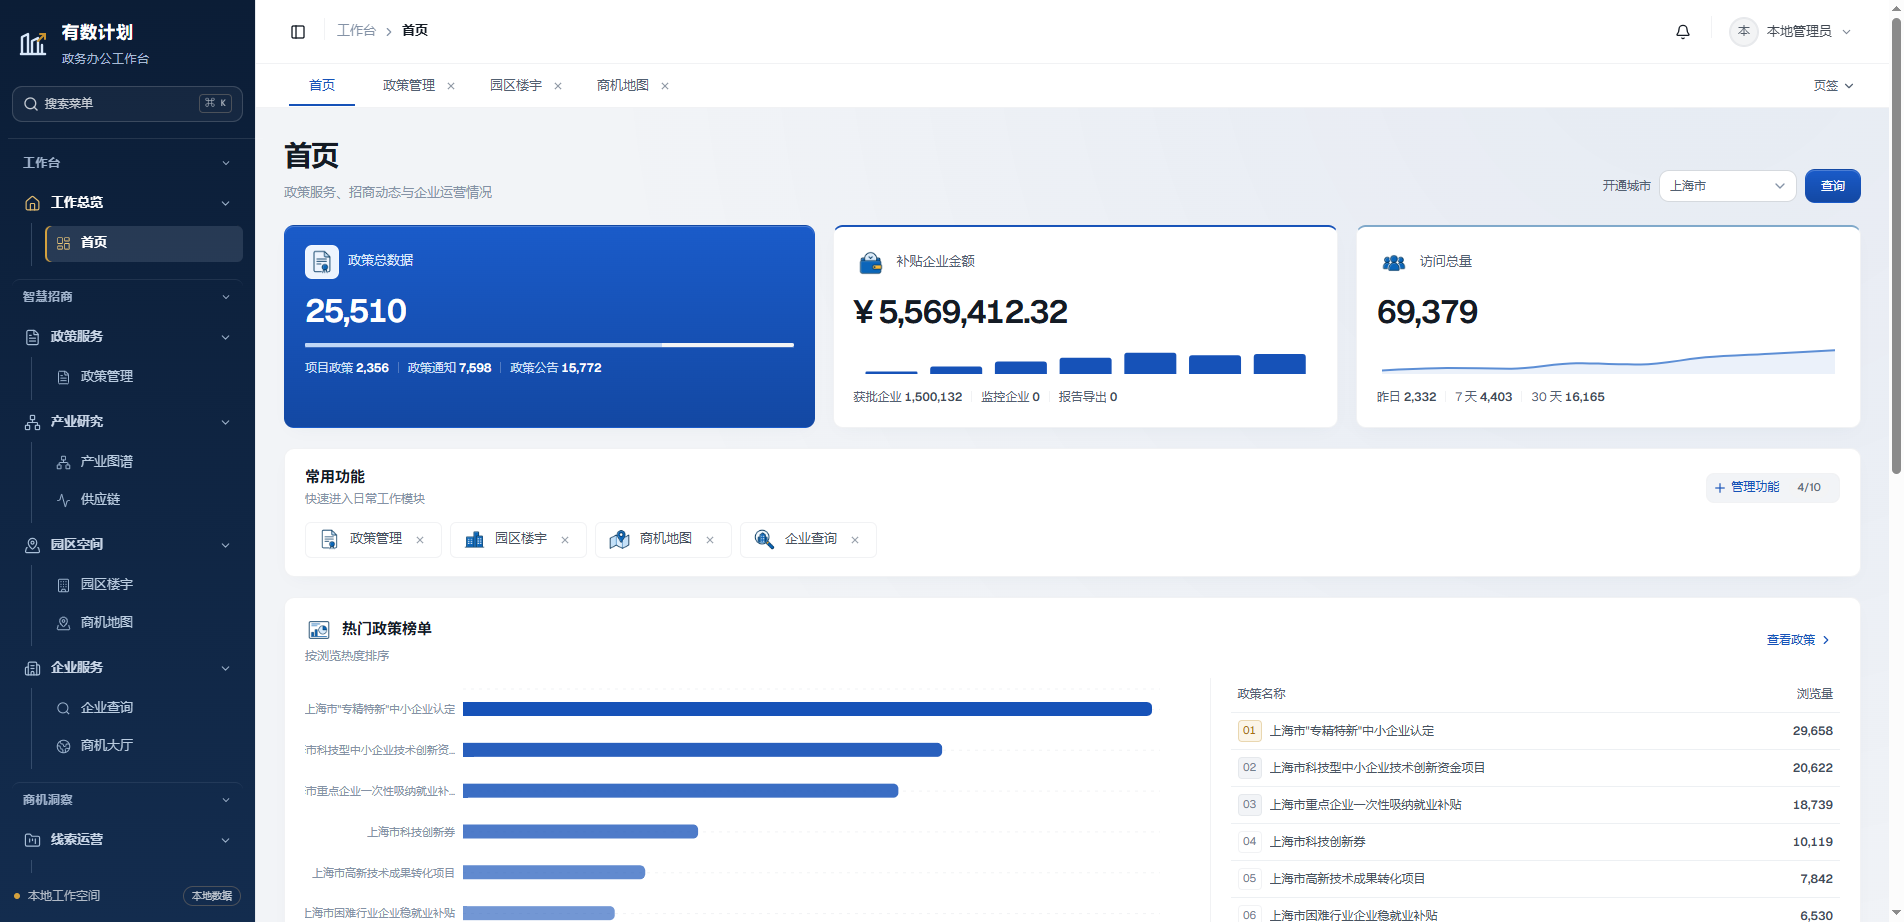 有数计划
政务办公工作台
搜索菜单 ⌘ K
工作台
工作总览
首页
智慧招商
政策服务
政策管理
产业研究
产业图谱
供应链
园区空间
园区楼宇
商机地图
企业服务
企业查询
商机大厅
商机洞察
线索运营
本地工作空间 本地数据
工作台 > 首页
本 本地管理员
首页 政策管理 × 园区楼宇 × 商机地图 ×
页签
首页
政策服务、招商动态与企业运营情况
开通城市 上海市 查询
政策总数据
25,510
项目政策 2,356 政策通知 7,598 政策公告 15,772
补贴企业金额
¥ 5,569,412.32
获批企业 1,500,132 监控企业 0 报告导出 0
访问总量
69,379
昨日 2,332 7 天 4,403 30 天 16,165
常用功能
快速进入日常工作模块
+ 管理功能 4/10
政策管理 × 园区楼宇 × 商机地图 × 企业查询 ×
热门政策榜单
按浏览热度排序
查看政策 >
上海市"专精特新"中小企业认定
市科技型中小企业技术创新资...
市重点企业一次性吸纳就业补...
上海市科技创新券
上海市高新技术成果转化项目
上海市困难行业企业稳就业补贴
政策名称 浏览量
01 上海市"专精特新"中小企业认定 29,658
02 上海市科技型中小企业技术创新资金项目 20,622
03 上海市重点企业一次性吸纳就业补贴 18,739
04 上海市科技创新券 10,119
05 上海市高新技术成果转化项目 7,842
06 上海市困难行业企业稳就业补贴 6,530